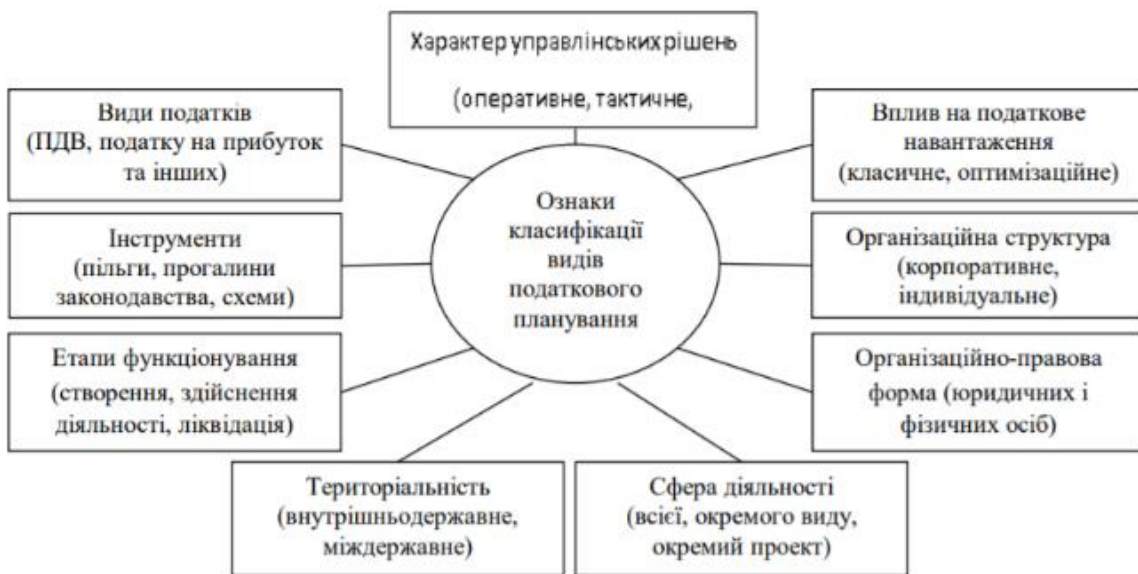 Характер управлінських рішень
(оперативне, тактичне,
Види податків
(ПДВ, податку на прибуток
та інших)
Вплив на податкове
навантаження
(класичне, оптимізаційне)
Ознаки
класифікації
видів
податкового
планування
Інструменти
(пільги, прогалини
законодавства, схеми)
Організаційна структура
(корпоративне,
індивідуальне)
Етапи функціонування
(створення, здійснення
діяльності, ліквідація)
Організаційно-правова
форма (юридичних і
фізичних осіб)
Територіальність
(внутрішньодержавне,
міждержавне)
Сфера діяльності
(всієї, окремого виду,
окремий проект)